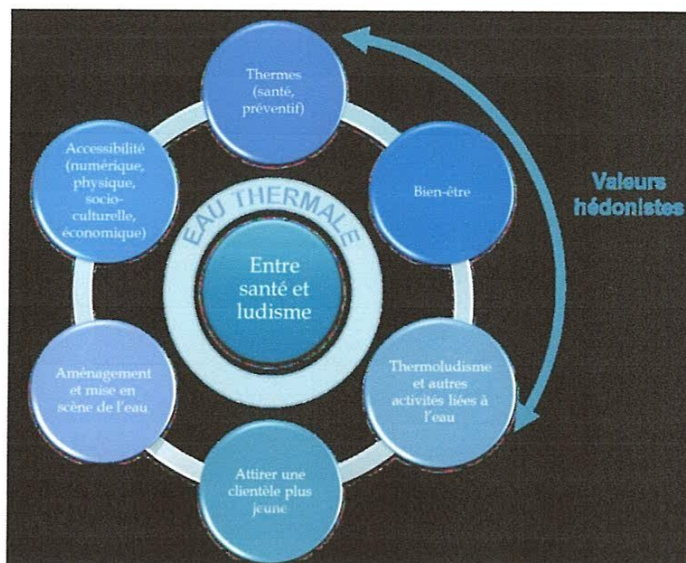 Thermes
(santé,
préventif)
Bien-être
Valeurs
hédonistes
Thermoludisme
et autres
activités liées à
l'eau
Attirer une
clientèle plus
jeune
Aménagement
et mise en
scène de l'eau
Accessibilité
(numérique,
physique,
socio-
culturelle,
économique)
EAU THERMALE
Entre
santé et
ludisme